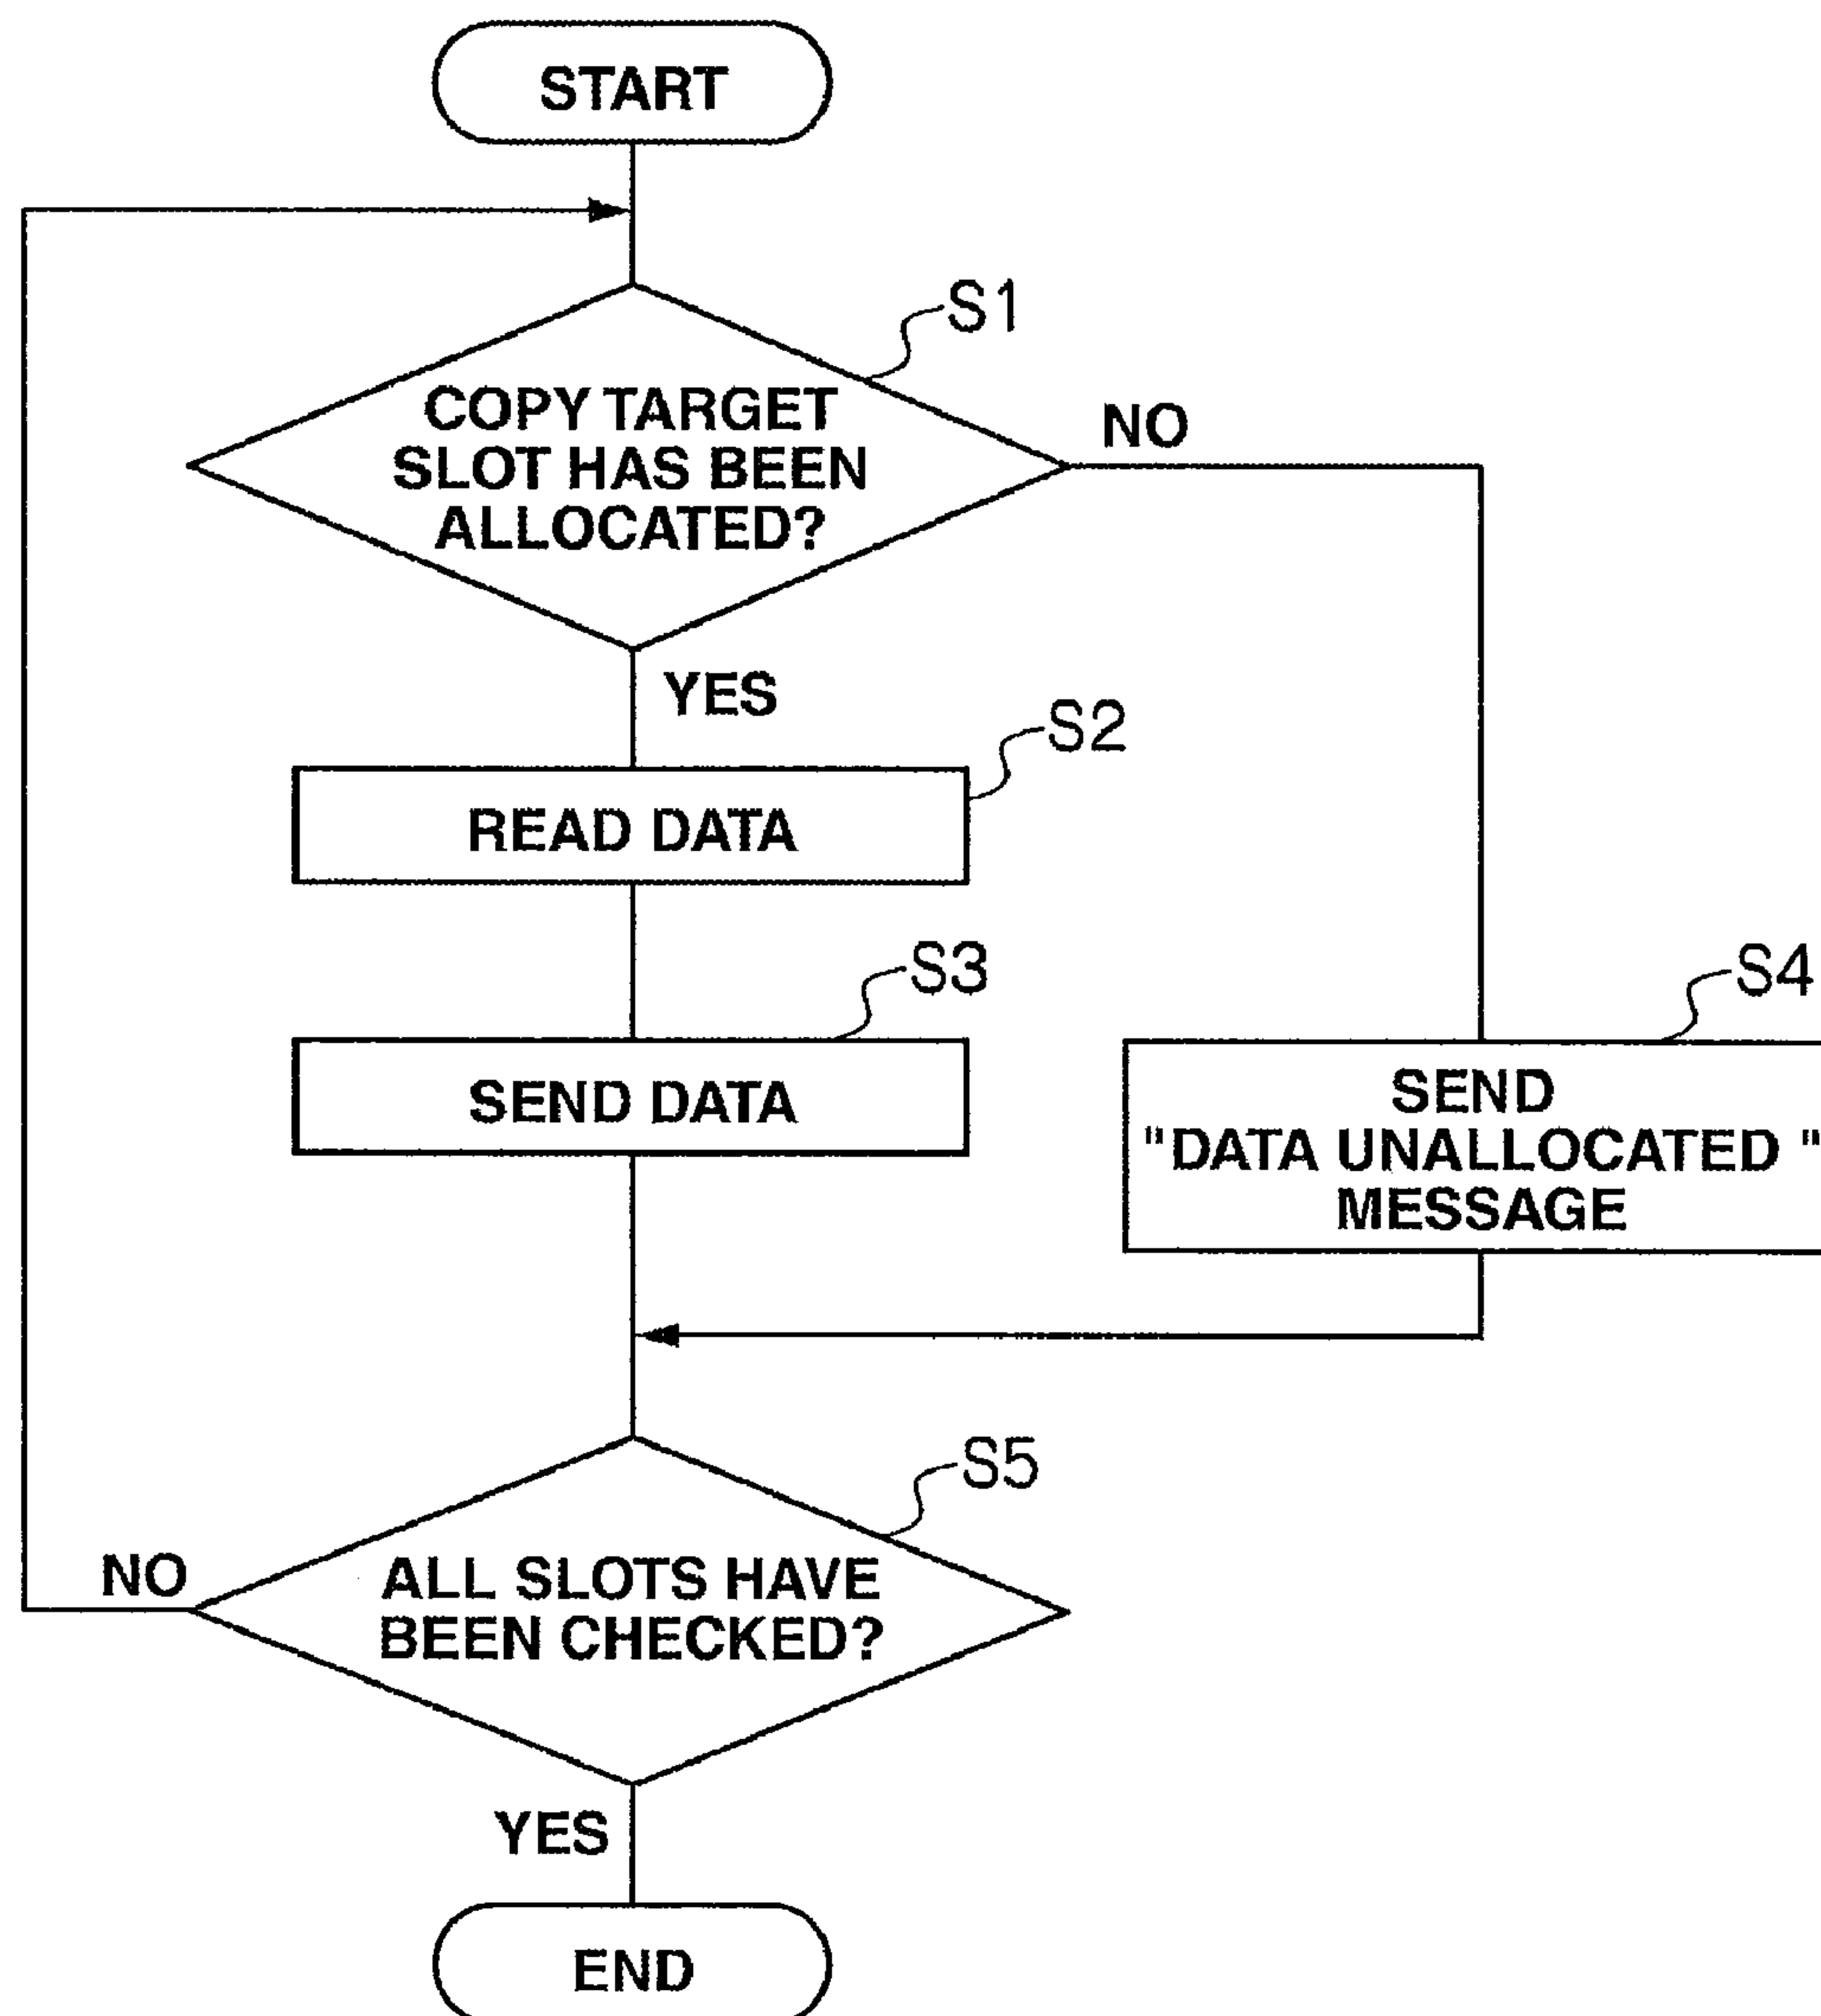 START
S1
COPY TARGET
SLOT HAS BEEN
ALLOCATED?
NO
YES
S2
READ DATA
S3
SEND DATA
S4
SEND
"DATA UNALLOCATED "
MESSAGE
S5
NO
ALL SLOTS HAVE
BEEN CHECKED?
YES
END